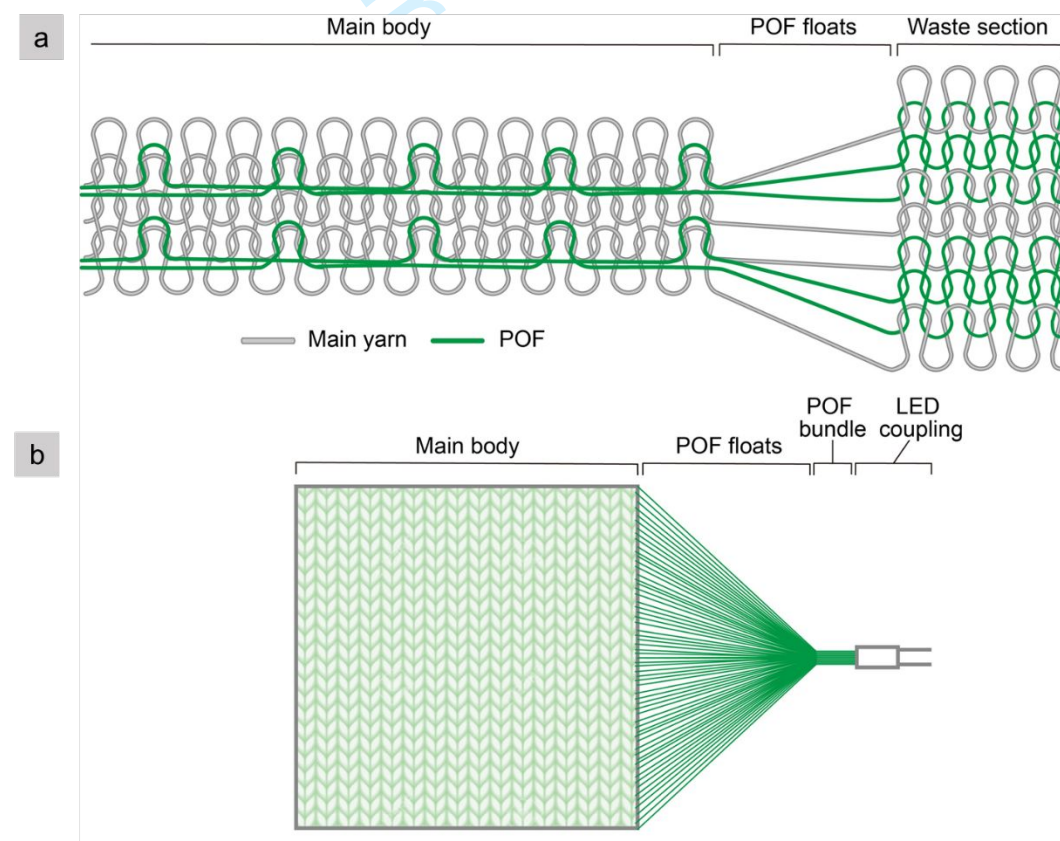 a
Main body
POF floats
Waste section
Main yarn
POF
b
Main body
POF floats
POF
bundle
LED
coupling